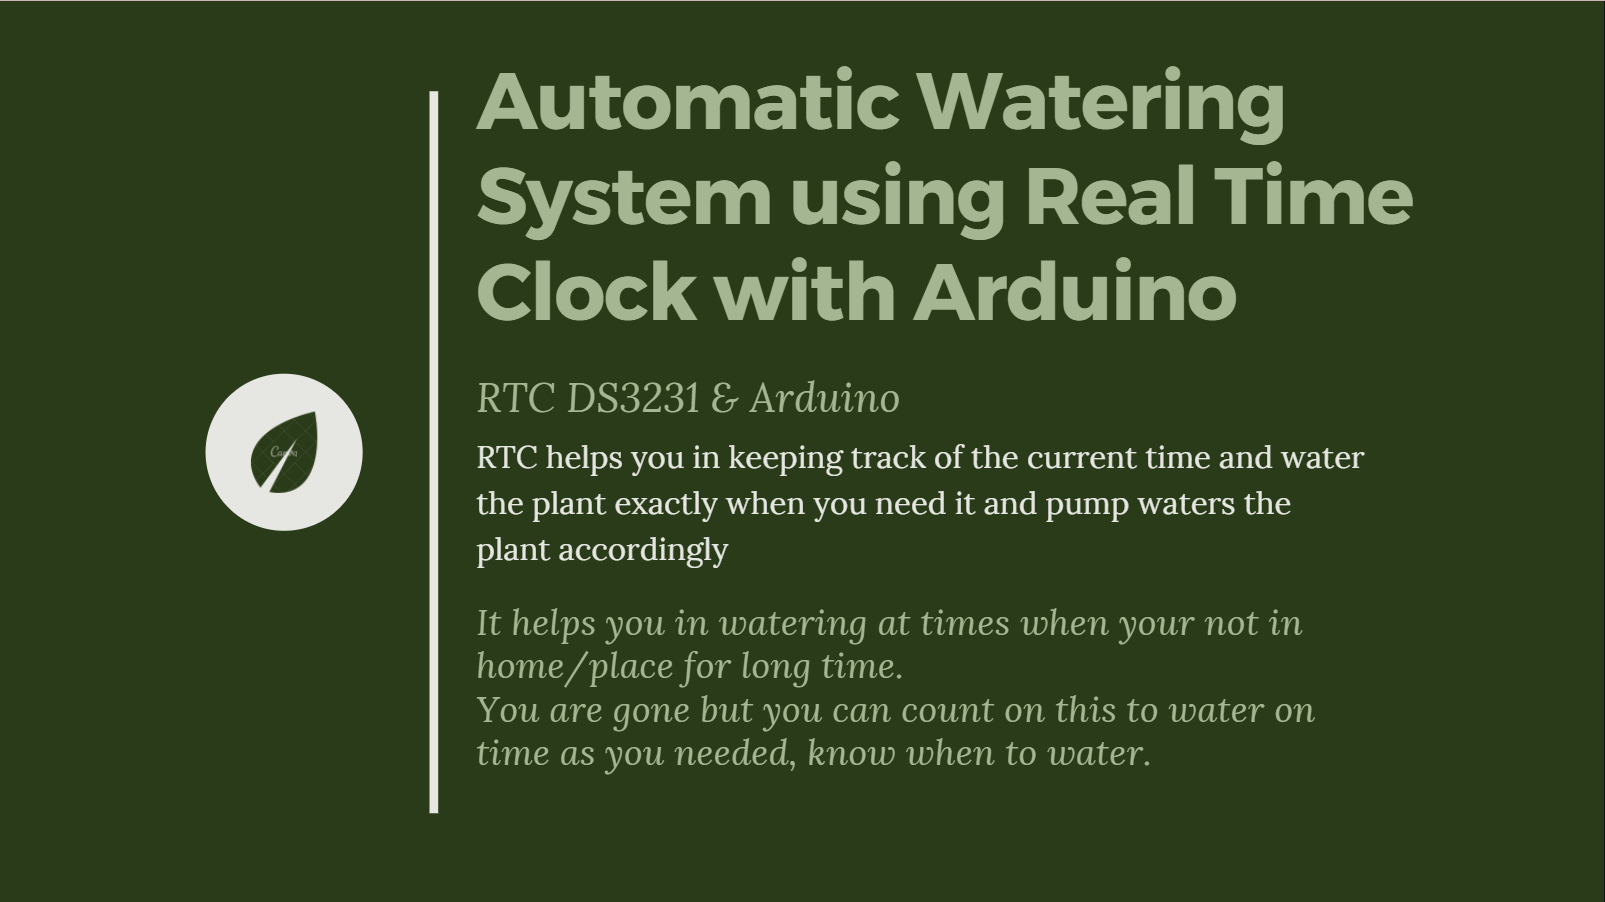 Automatic Watering
System using Real Time
Clock with Arduino
RTC DS3231 & Arduino
RTC helps you in keeping track of the current time and water
the plant exactly when you need it and pump waters the
plant accordingly
It helps you in watering at times when your not in
home/place for long time.
You are gone but you can count on this to water on
time as you needed, know when to water.
Canva